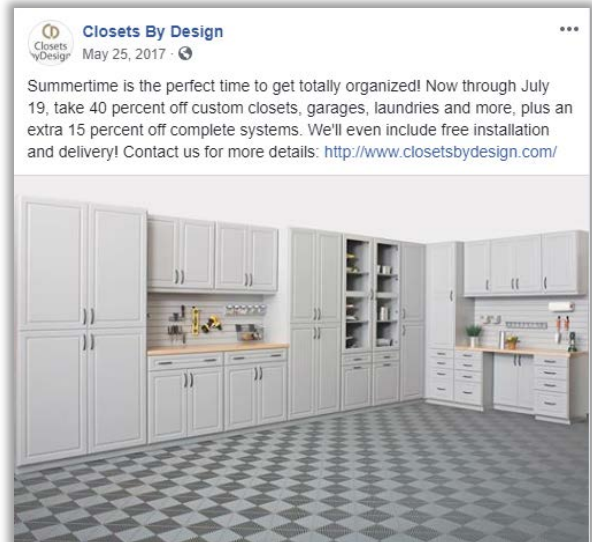 Closets By Design
May 25, 2017 ·
Closets
byDesign
Summertime is the perfect time to get totally organized! Now through July
19, take 40 percent off custom closets, garages, laundries and more, plus an
extra 15 percent off complete systems. We'll even include free installation
and delivery! Contact us for more details: http://www.closetsbydesign.com/